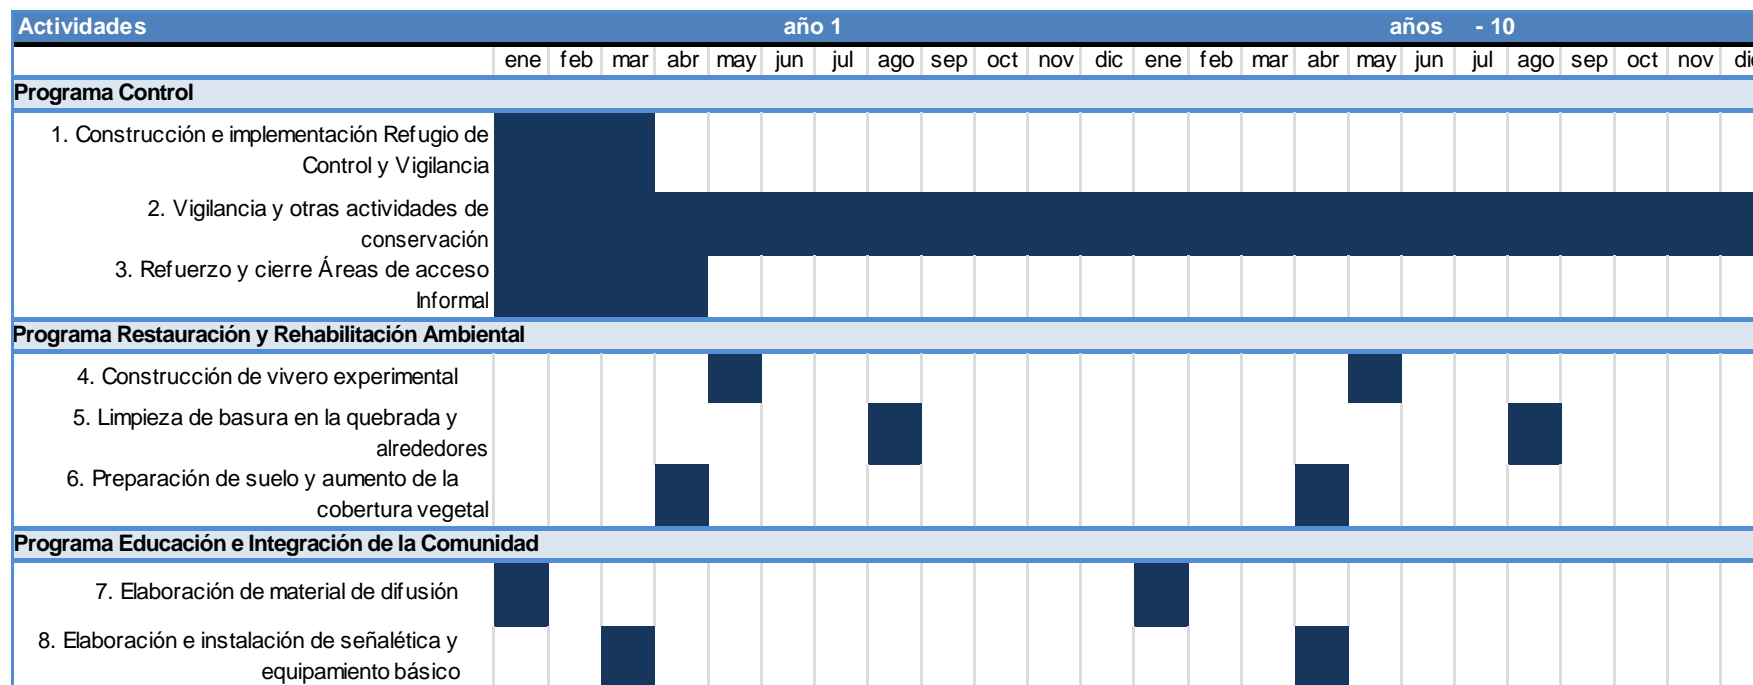 Actividades año 1 años - 10
ene feb mar abr may jun jul ago sep oct nov dic ene feb mar abr may jun jul ago sep oct nov di
Programa Control
1. Construcción e implementación Refugio de
Control y Vigilancia
2. Vigilancia y otras actividades de
conservación
3. Refuerzo y cierre Áreas de acceso
Informal
Programa Restauración y Rehabilitación Ambiental
4. Construcción de vivero experimental
5. Limpieza de basura en la quebrada y
alrededores
6. Preparación de suelo y aumento de la
cobertura vegetal
Programa Educación e Integración de la Comunidad
7. Elaboración de material de difusión
8. Elaboración e instalación de señalética y
equipamiento básico